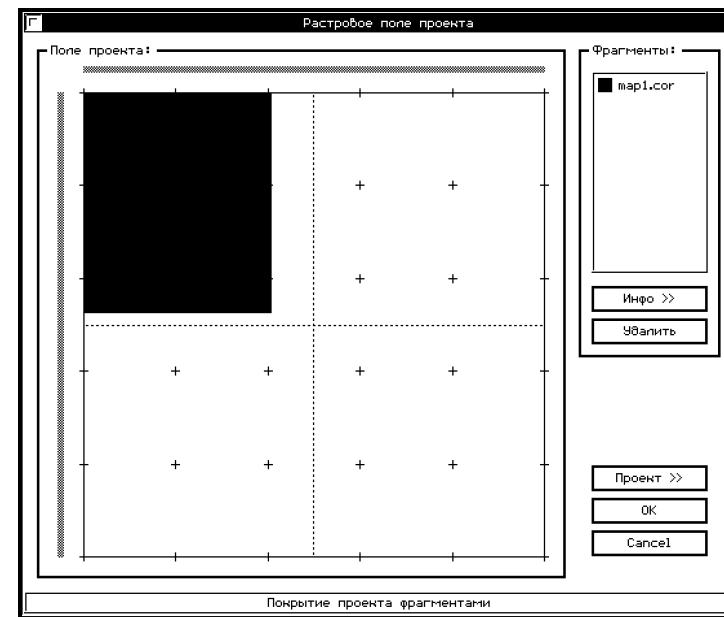 Растровое поле проекта
Поле проекта:
Фрагменты:
map1.cor
Инфо >>
Удалить
Проект >>
OK
Cancel
Покрытие проекта фрагментами